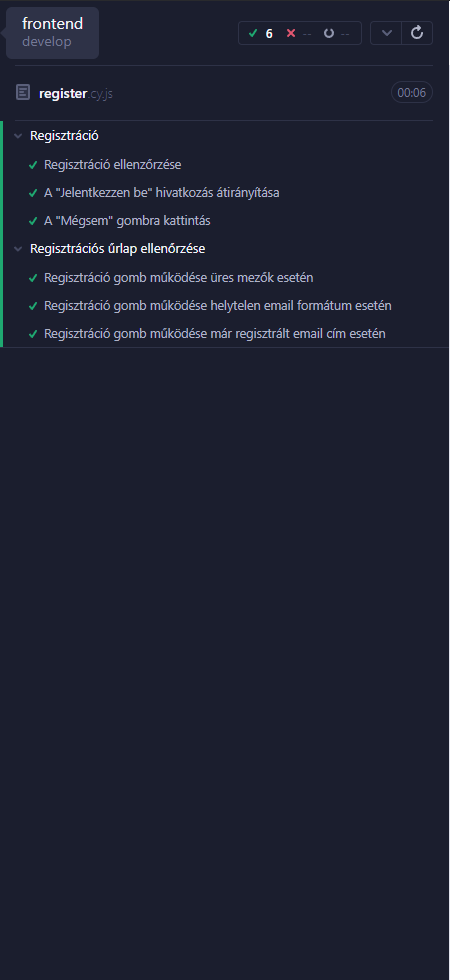 frontend
develop
6 -- --
register.cy.js
00:06
Regisztráció
Regisztráció ellenzőrzése
A "Jelentkezzen be" hivatkozás átirányítása
A "Mégsem" gombra kattintás
Regisztrációs űrlap ellenőrzése
Regisztráció gomb működése üres mezők esetén
Regisztráció gomb működése helytelen email formátum esetén
Regisztráció gomb működése már regisztrált email cím esetén